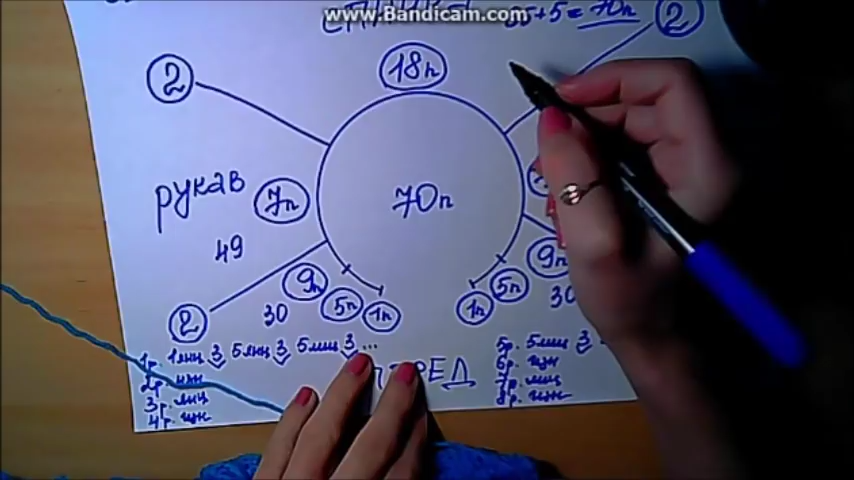 www.Bandicam.com
65+5=70п
2
2
18п
рукав
7п
70п
49
9п
9п
30
5п
1п
1п
5п
30
2
1р. 1лиц 3 5лиц 3 5лиц 3 ...
2р. изн
3р. лиц
4р. изн
ПЕРЕД
5р. 5лиц 3
6р. изн
7р. лиц
8р. изн